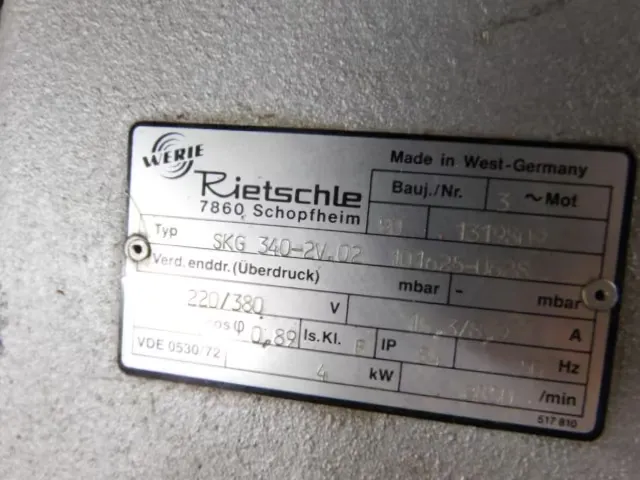 WERIE
Rietschle
7860 Schopfheim
Made in West-Germany
Bauj./Nr. 3 ~Mot
Typ SKG 340-2V.02
Verd. enddr. (Überdruck) mbar - mbar
220/380 V A
cos φ 0,89 Is.Kl. F IP Hz
VDE 0530/72 4 kW /min
517 810